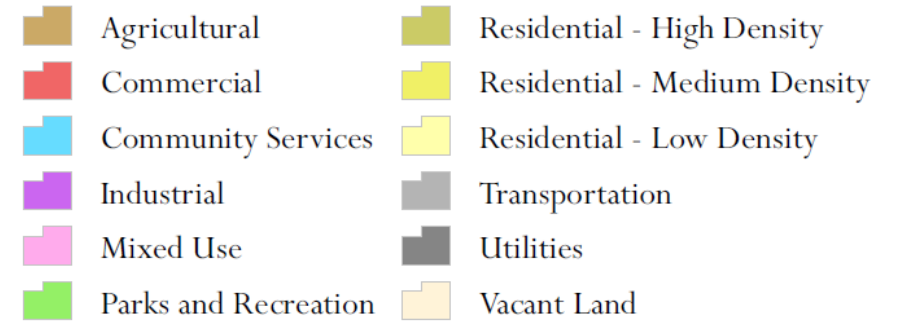 Agricultural
Commercial
Community Services
Industrial
Mixed Use
Parks and Recreation
Residential - High Density
Residential - Medium Density
Residential - Low Density
Transportation
Utilities
Vacant Land